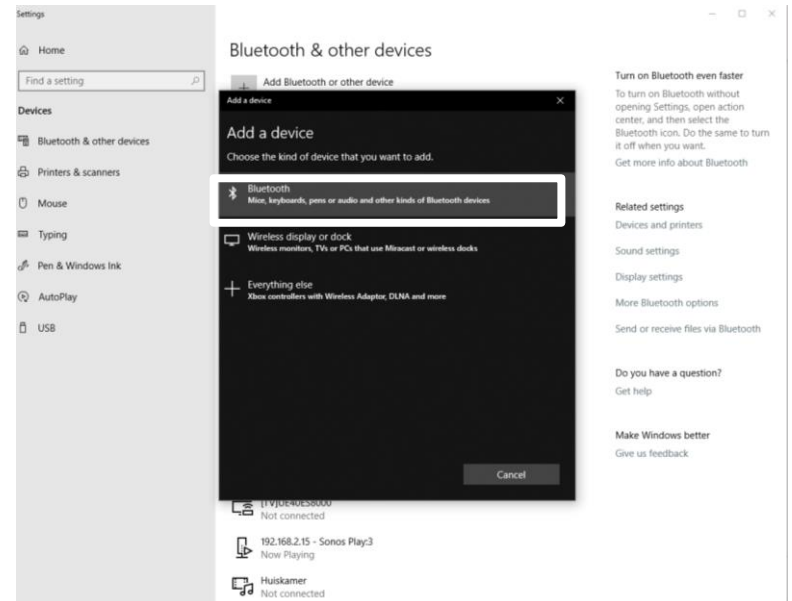 Settings
Home
Find a setting
Devices
Bluetooth & other devices
Printers & scanners
Mouse
Typing
Pen & Windows Ink
AutoPlay
USB
Bluetooth & other devices
Add Bluetooth or other device
Add a device
Add a device
Choose the kind of device that you want to add.
Bluetooth
Mice, keyboards, pens or audio and other kinds of Bluetooth devices
Wireless display or dock
Wireless monitors, TVs or PCs that use Miracast or wireless docks
Everything else
Xbox controllers with Wireless Adaptor, DLNA and more
Cancel
[TV]UE40ES8000
Not connected
192.168.2.15 - Sonos Play:3
Now Playing
Huiskamer
Not connected
Turn on Bluetooth even faster
To turn on Bluetooth without
opening Settings, open action
center, and then select the
Bluetooth icon. Do the same to turn
it off when you want.
Get more info about Bluetooth
Related settings
Devices and printers
Sound settings
Display settings
More Bluetooth options
Send or receive files via Bluetooth
Do you have a question?
Get help
Make Windows better
Give us feedback